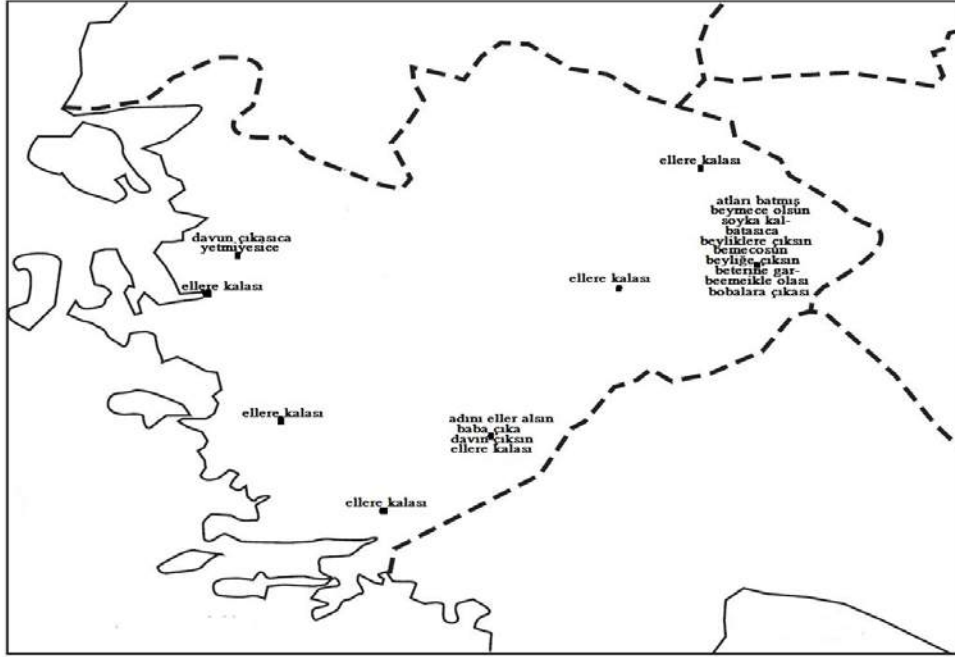 ellere kalası
atları batmış
beymece olsun
soyka kal-
batasıca
beyliklere çıksın
bemecosün
beyliğe çıksın
beterine gar-
beemeikle olası
bobalara çıkası
davun çıkasıca
yetmiyesice
ellere kalası
ellere kalası
ellere kalası
adını eller alsın
baba çıka
davın çıksın
ellere kalası
ellere kalası